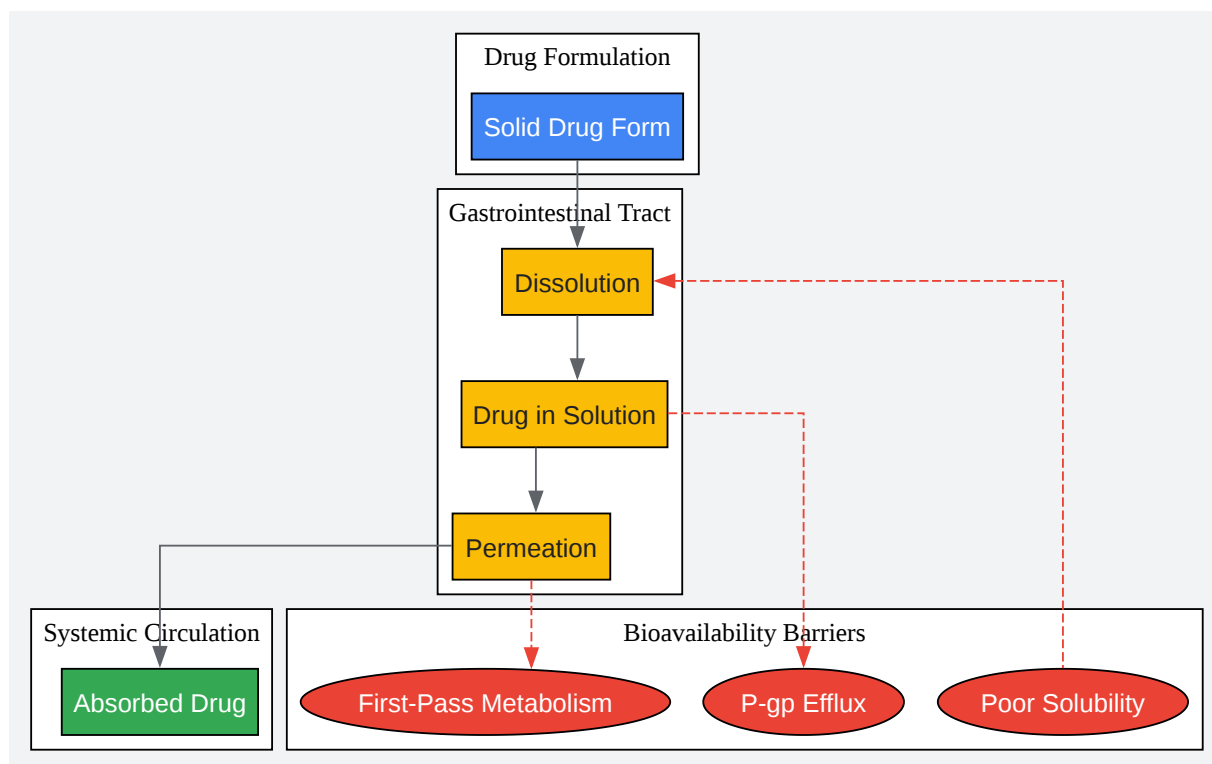 Drug Formulation
Solid Drug Form
Gastrointestinal Tract
Dissolution
Drug in Solution
Permeation
Systemic Circulation
Absorbed Drug
Bioavailability Barriers
First-Pass Metabolism
P-gp Efflux
Poor Solubility